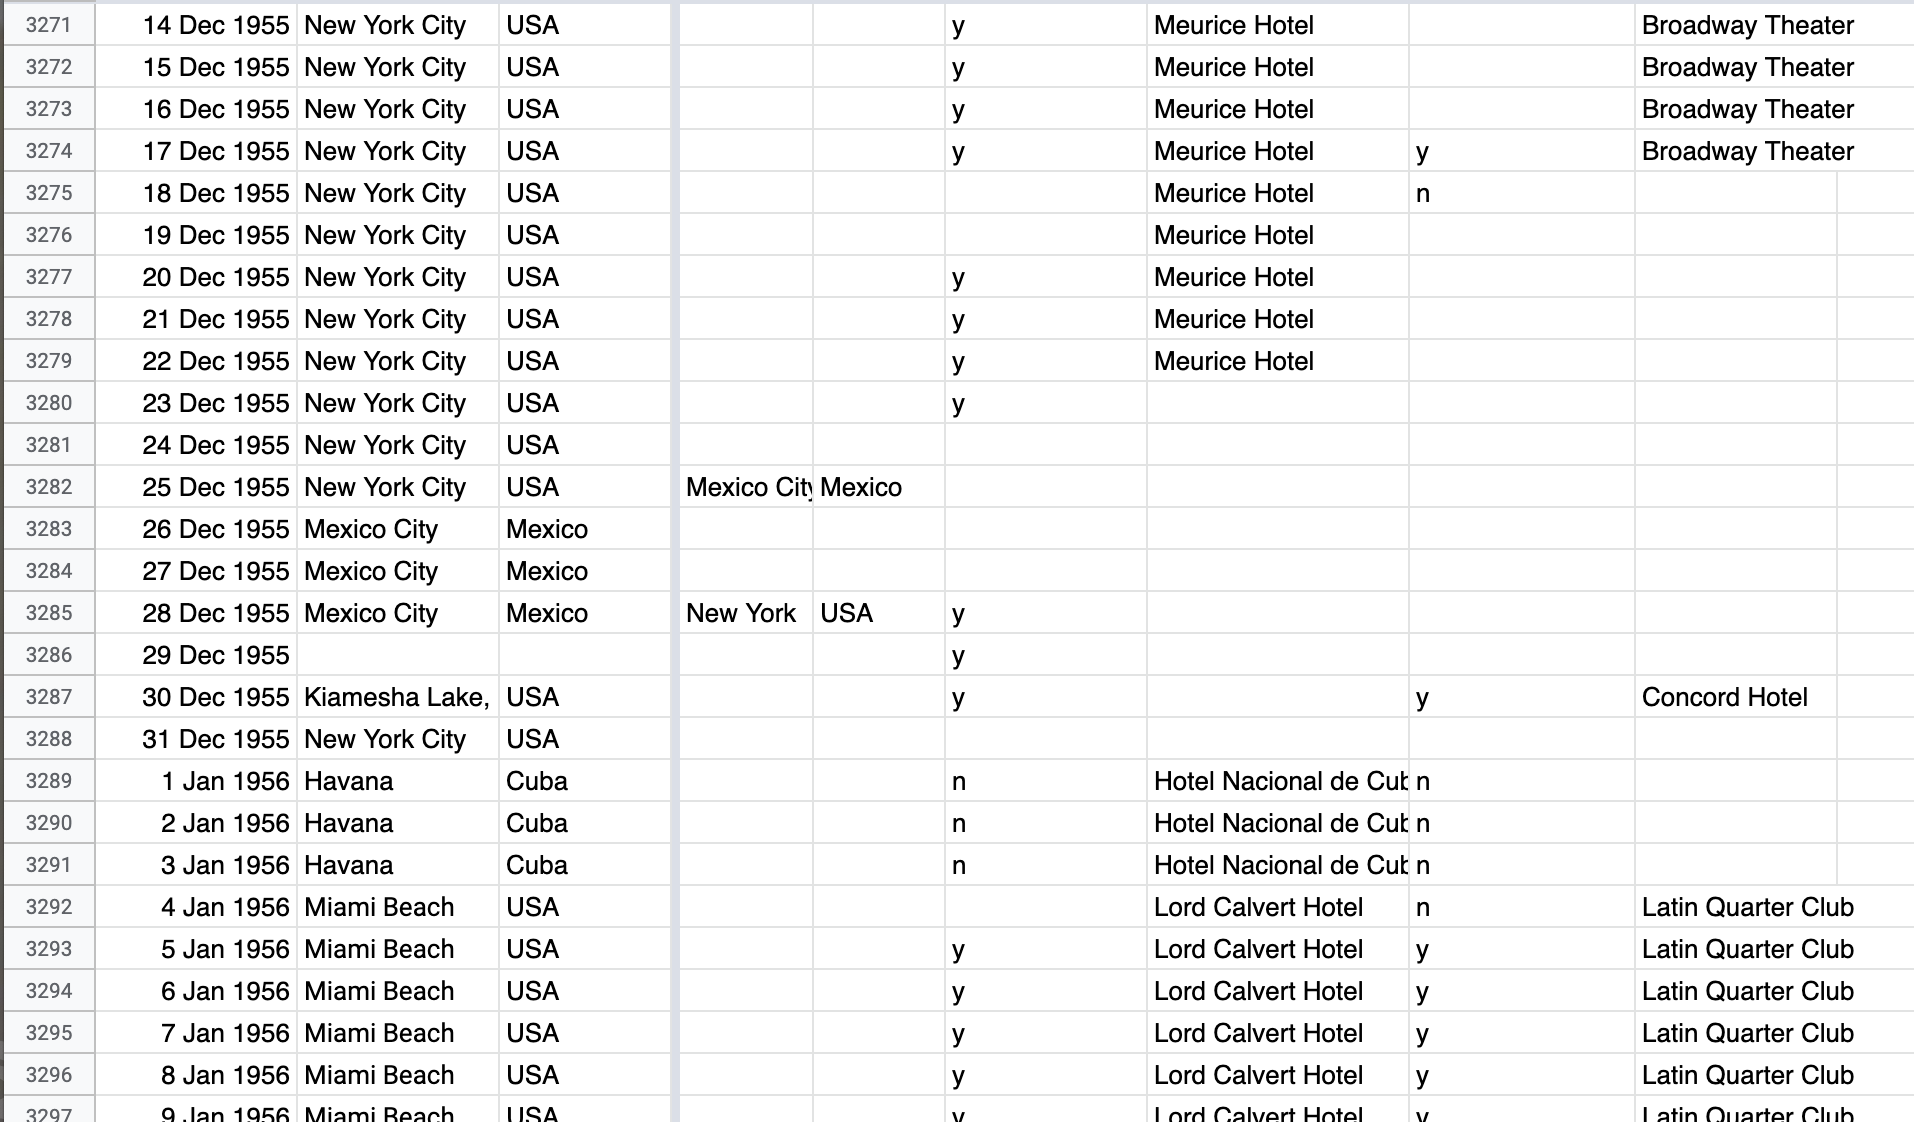 3271 14 Dec 1955 New York City USA y Meurice Hotel Broadway Theater
3272 15 Dec 1955 New York City USA y Meurice Hotel Broadway Theater
3273 16 Dec 1955 New York City USA y Meurice Hotel Broadway Theater
3274 17 Dec 1955 New York City USA y Meurice Hotel y Broadway Theater
3275 18 Dec 1955 New York City USA Meurice Hotel n
3276 19 Dec 1955 New York City USA Meurice Hotel
3277 20 Dec 1955 New York City USA y Meurice Hotel
3278 21 Dec 1955 New York City USA y Meurice Hotel
3279 22 Dec 1955 New York City USA y Meurice Hotel
3280 23 Dec 1955 New York City USA y
3281 24 Dec 1955 New York City USA
3282 25 Dec 1955 New York City USA Mexico City Mexico
3283 26 Dec 1955 Mexico City Mexico
3284 27 Dec 1955 Mexico City Mexico
3285 28 Dec 1955 Mexico City Mexico New York USA y
3286 29 Dec 1955 y
3287 30 Dec 1955 Kiamesha Lake, USA y y Concord Hotel
3288 31 Dec 1955 New York City USA
3289 1 Jan 1956 Havana Cuba n Hotel Nacional de Cub n
3290 2 Jan 1956 Havana Cuba n Hotel Nacional de Cub n
3291 3 Jan 1956 Havana Cuba n Hotel Nacional de Cub n
3292 4 Jan 1956 Miami Beach USA Lord Calvert Hotel n Latin Quarter Club
3293 5 Jan 1956 Miami Beach USA y Lord Calvert Hotel y Latin Quarter Club
3294 6 Jan 1956 Miami Beach USA y Lord Calvert Hotel y Latin Quarter Club
3295 7 Jan 1956 Miami Beach USA y Lord Calvert Hotel y Latin Quarter Club
3296 8 Jan 1956 Miami Beach USA y Lord Calvert Hotel y Latin Quarter Club
3297 9 Jan 1956 Miami Beach USA y Lord Calvert Hotel y Latin Quarter Club